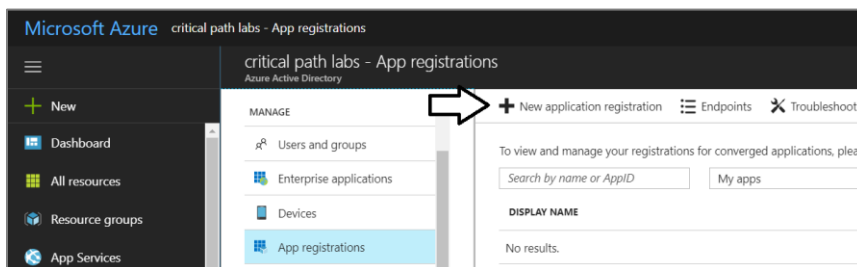 Microsoft Azure critical path labs - App registrations
critical path labs - App registrations
Azure Active Directory
New
Dashboard
All resources
Resource groups
App Services
MANAGE
Users and groups
Enterprise applications
Devices
App registrations
New application registration Endpoints Troubleshoot
To view and manage your registrations for converged applications, plea
Search by name or AppID My apps
DISPLAY NAME
No results.